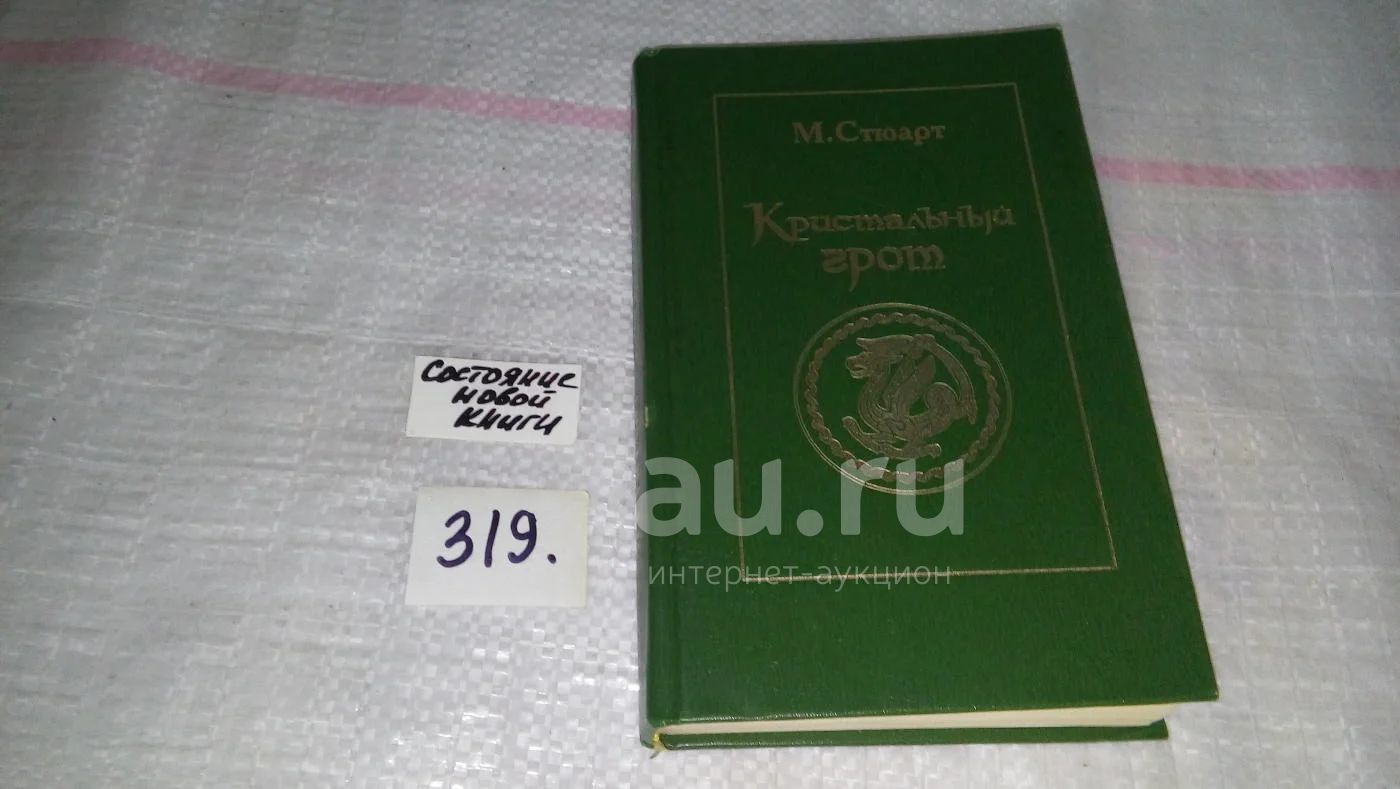 М. Стюарт
Кристальный
грот
Состояние
новой
книги
319.
au.ru
интернет-аукцион